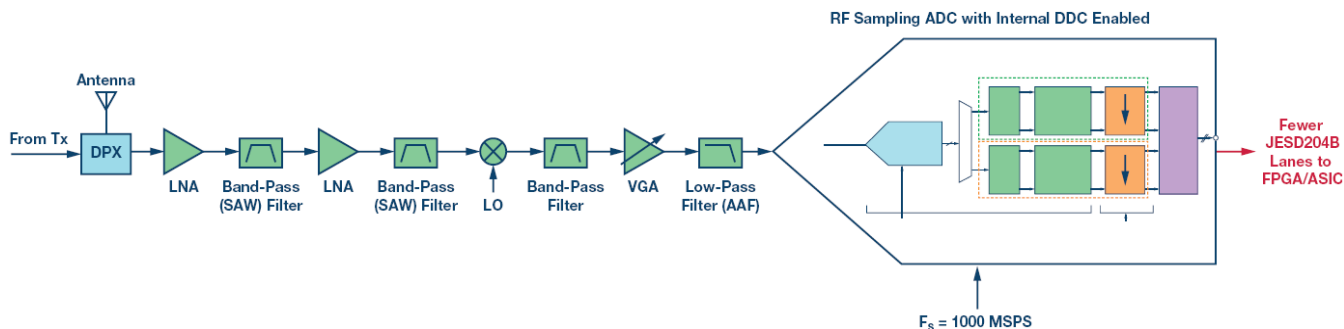 RF Sampling ADC with Internal DDC Enabled
Antenna
From Tx
DPX
LNA
Band-Pass
(SAW) Filter
LNA
Band-Pass
(SAW) Filter
LO
Band-Pass
Filter
VGA
Low-Pass
Filter (AAF)
Fewer
JESD204B
Lanes to
FPGA/ASIC
Fs = 1000 MSPS